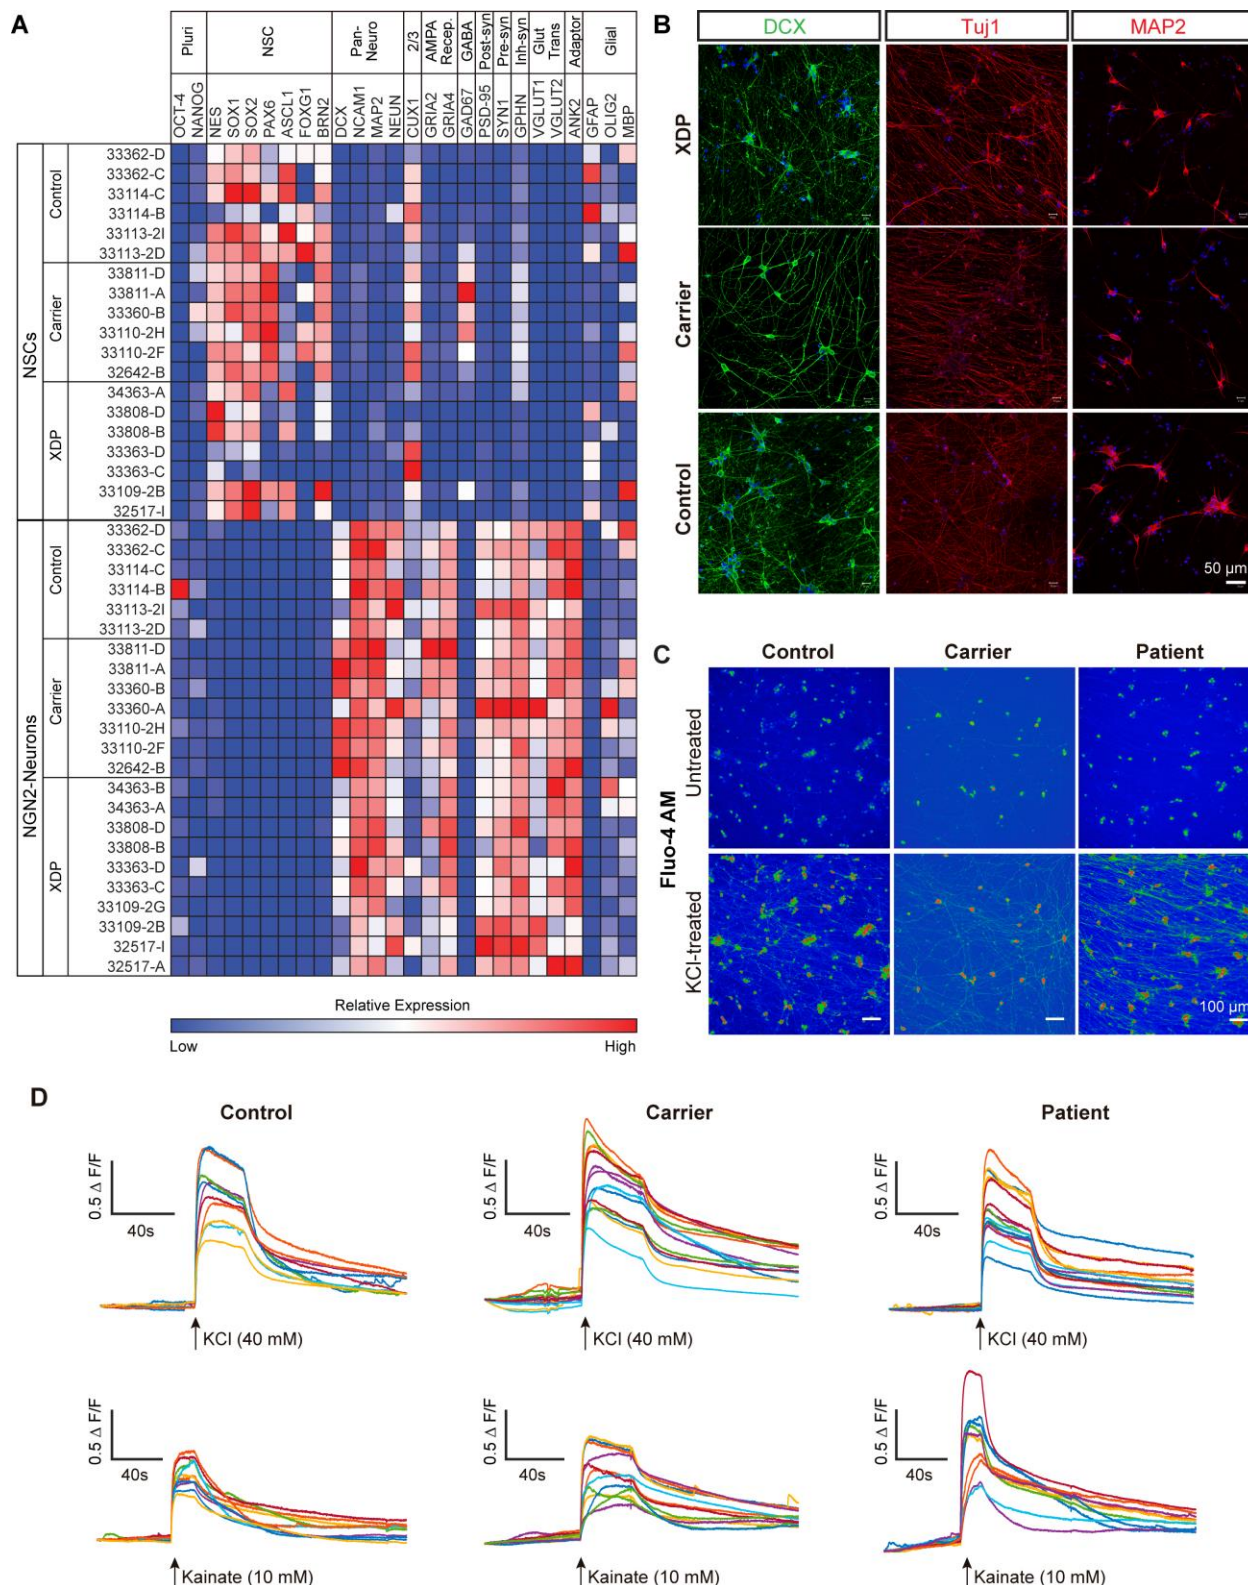 A
Pluri
NSC
Pan-
Neuro
2/3
AMPA
Recep.
GABA
Post-syn
Pre-syn
Inh-syn
Glut
Trans
Adaptor
Glial
OCT-4
NANOG
NES
SOX1
SOX2
PAX6
ASCL1
FOXG1
BRN2
DCX
NCAM1
MAP2
NEUN
CUX1
GRIA2
GRIA4
GAD67
PSD-95
SYN1
GPHN
VGLUT1
VGLUT2
ANK2
GFAP
OLIG2
MBP
NSCs
Control
33362-D
33362-C
33114-C
33114-B
33113-2I
33113-2D
Carrier
33811-D
33811-A
33360-B
33110-2H
33110-2F
32642-B
XDP
34363-A
33808-D
33808-B
33363-D
33363-C
33109-2B
32517-I
NGN2-Neurons
Control
33362-D
33362-C
33114-C
33114-B
33113-2I
33113-2D
Carrier
33811-D
33811-A
33360-B
33360-A
33110-2H
33110-2F
32642-B
XDP
34363-B
34363-A
33808-D
33808-B
33363-D
33363-C
33109-2G
33109-2B
32517-I
32517-A
Relative Expression
Low
High
B
DCX
Tuj1
MAP2
XDP
Carrier
Control
50 µm
C
Control
Carrier
Patient
Fluo-4 AM
Untreated
KCl-treated
100 µm
D
Control
Carrier
Patient
0.5 Δ F/F
40s
KCl (40 mM)
0.5 Δ F/F
40s
KCl (40 mM)
0.5 Δ F/F
40s
KCl (40 mM)
0.5 Δ F/F
40s
Kainate (10 mM)
0.5 Δ F/F
40s
Kainate (10 mM)
0.5 Δ F/F
40s
Kainate (10 mM)